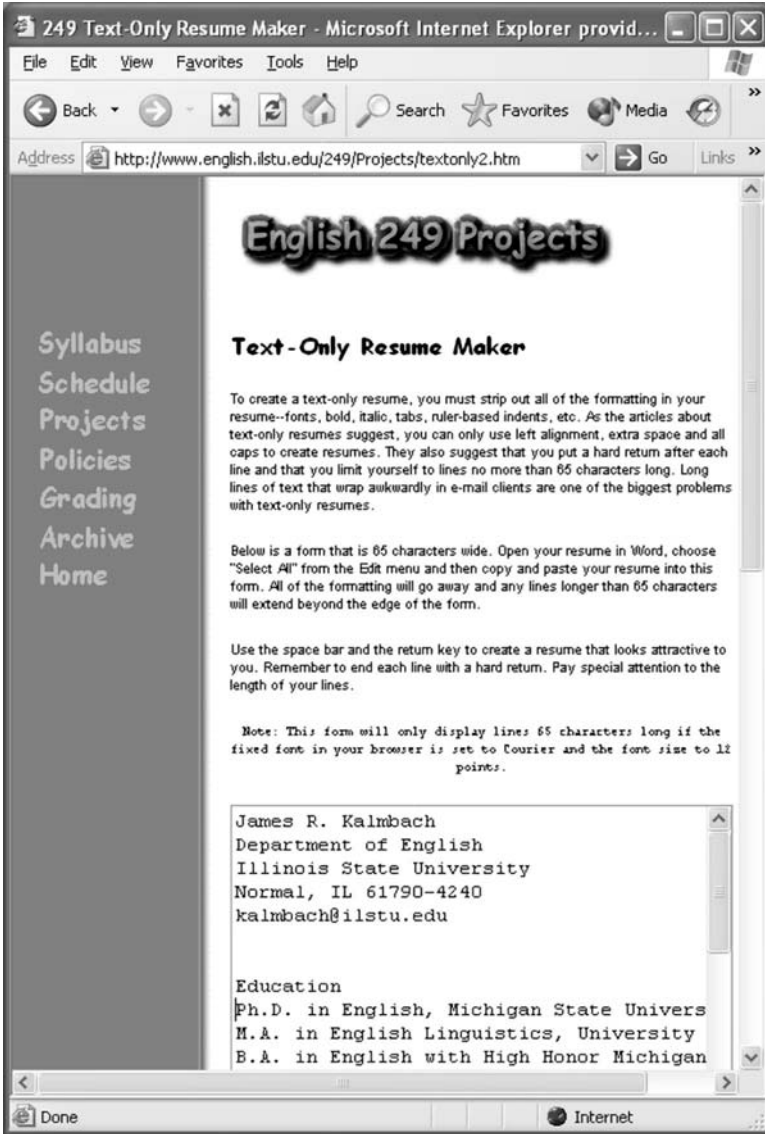 249 Text-Only Resume Maker - Microsoft Internet Explorer provid...
File Edit View Favorites Tools Help
Back Search Favorites Media »
Address http://www.english.ilstu.edu/249/Projects/textonly2.htm Go Links »
English 249 Projects
Syllabus
Schedule
Projects
Policies
Grading
Archive
Home
Text-Only Resume Maker
To create a text-only resume, you must strip out all of the formatting in your
resume--fonts, bold, italic, tabs, ruler-based indents, etc. As the articles about
text-only resumes suggest, you can only use left alignment, extra space and all
caps to create resumes. They also suggest that you put a hard return after each
line and that you limit yourself to lines no more than 65 characters long. Long
lines of text that wrap awkwardly in e-mail clients are one of the biggest problems
with text-only resumes.
Below is a form that is 65 characters wide. Open your resume in Word, choose
"Select All" from the Edit menu and then copy and paste your resume into this
form. All of the formatting will go away and any lines longer than 65 characters
will extend beyond the edge of the form.
Use the space bar and the return key to create a resume that looks attractive to
you. Remember to end each line with a hard return. Pay special attention to the
length of your lines.
Note: This form will only display lines 65 characters long if the
fixed font in your browser is set to Courier and the font size to 12
points.
James R. Kalmbach
Department of English
Illinois State University
Normal, IL 61790-4240
kalmbach@ilstu.edu
Education
Ph.D. in English, Michigan State Univers
M.A. in English Linguistics, University
B.A. in English with High Honor Michigan
Done Internet